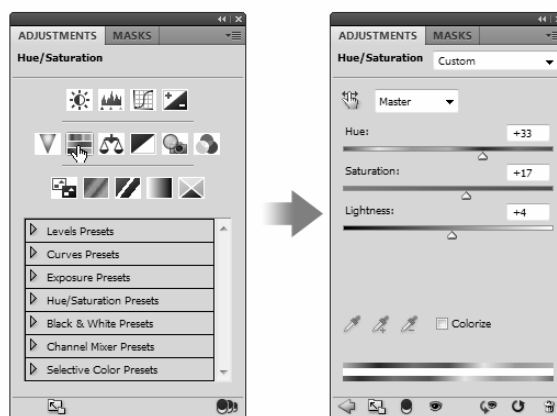 ADJUSTMENTS MASKS
Hue/Saturation
Levels Presets
Curves Presets
Exposure Presets
Hue/Saturation Presets
Black & White Presets
Channel Mixer Presets
Selective Color Presets
ADJUSTMENTS MASKS
Hue/Saturation Custom
Master
Hue: +33
Saturation: +17
Lightness: +4
Colorize